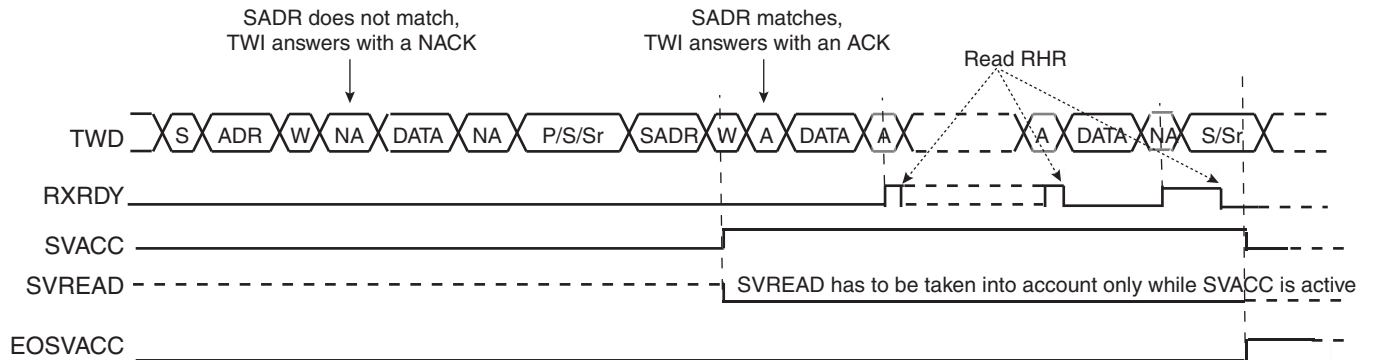 SADR does not match,
TWI answers with a NACK
SADR matches,
TWI answers with an ACK
Read RHR
TWD S ADR W NA DATA NA P/S/Sr SADR W A DATA A A DATA NA S/Sr
RXRDY
SVACC
SVREAD SVREAD has to be taken into account only while SVACC is active
EOSVACC